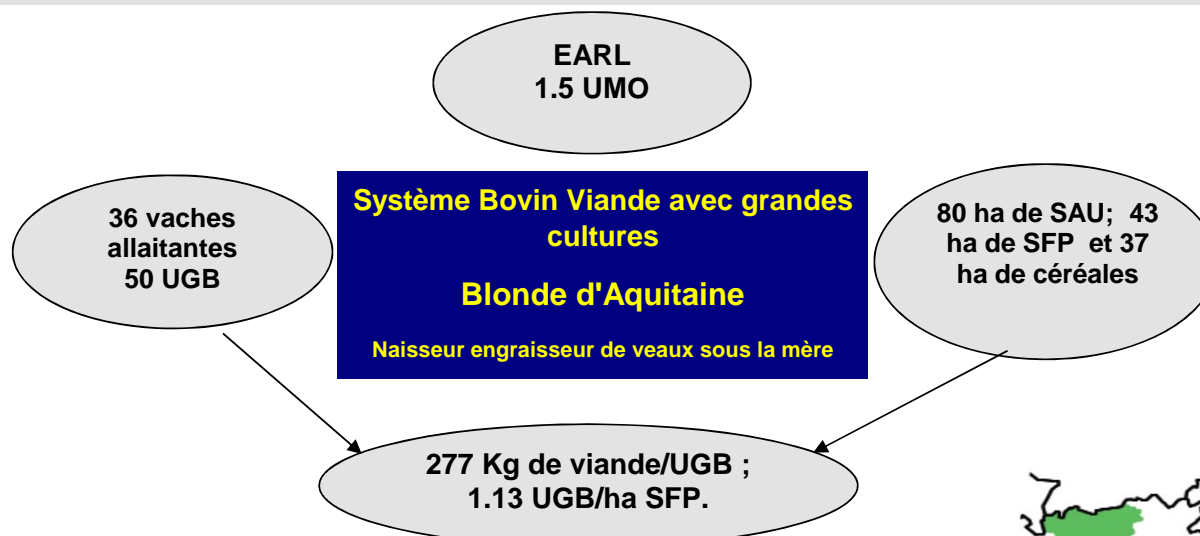 EARL
1.5 UMO
Système Bovin Viande avec grandes
cultures
Blonde d'Aquitaine
Naisseur engraisseur de veaux sous la mère
36 vaches
allaitantes
50 UGB
80 ha de SAU; 43
ha de SFP et 37
ha de céréales
277 Kg de viande/UGB ;
1.13 UGB/ha SFP.